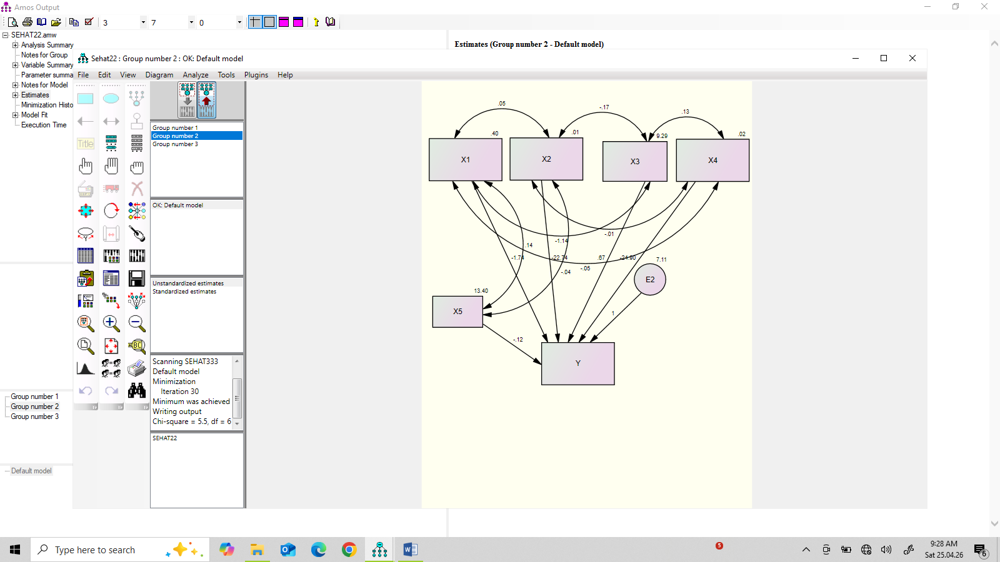 Amos Output
3 7 0
SEHAT22.amw
Analysis Summary
Notes for Group
Variable Summary
Parameter summa
Notes for Model
Estimates
Minimization Histo
Model Fit
Execution Time
Group number 1
Group number 2
Group number 3
Default model
Estimates (Group number 2 - Default model)
Sehat22 : Group number 2 : OK: Default model
File Edit View Diagram Analyze Tools Plugins Help
Title
Group number 1
Group number 2
Group number 3
OK: Default model
Unstandardized estimates
Standardized estimates
Scanning SEHAT333
Default model
Minimization
Iteration 30
Minimum was achieved
Writing output
Chi-square = 5.5, df = 6
SEHAT22
.05 -.17 .13
.40 .01 9.29 .02
X1 X2 X3 X4
-.01
-1.14
.14
-1.74 -22.74 .67 -24.90 7.11
-.04 -.05
E2
13.40
X5
1
-.12
Y
Type here to search
5
9:28 AM
Sat 25.04.26
6